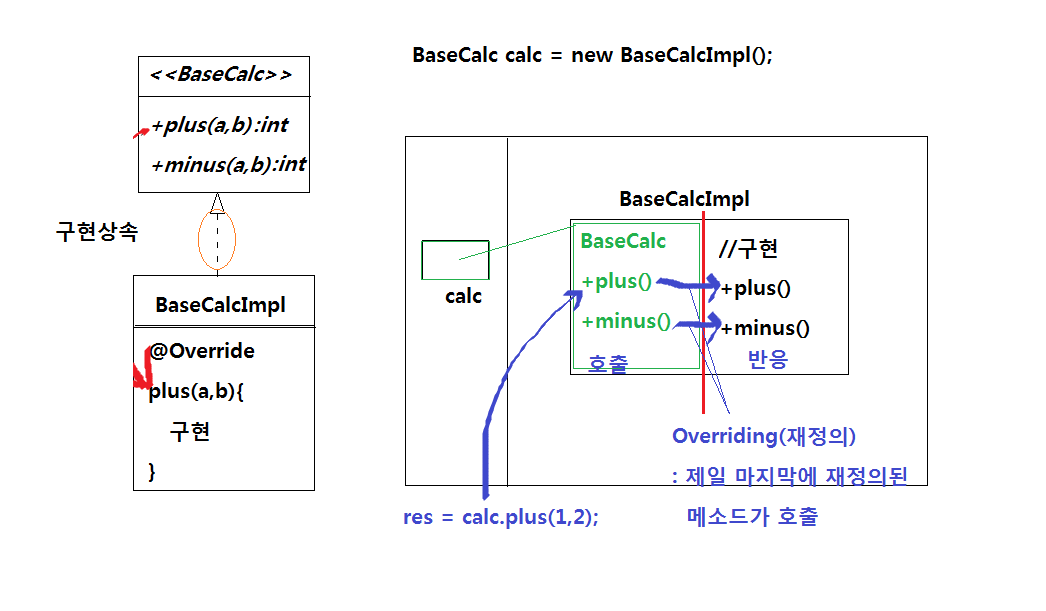 BaseCalc calc = new BaseCalcImpl();
<<BaseCalc>>
+plus(a,b):int
+minus(a,b):int
구현상속
BaseCalcImpl
@Override
plus(a,b){
구현
}
BaseCalcImpl
calc
BaseCalc
+plus()
+minus()
호출
//구현
+plus()
+minus()
반응
Overriding(재정의)
: 제일 마지막에 재정의된
메소드가 호출
res = calc.plus(1,2);